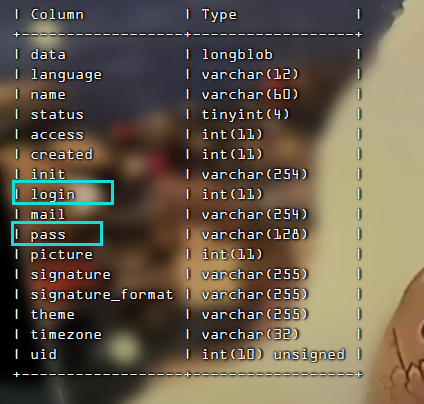 | Column | Type |
+------------------+------------------+
| data | longblob |
| language | varchar(12) |
| name | varchar(60) |
| status | tinyint(4) |
| access | int(11) |
| created | int(11) |
| init | varchar(254) |
| login | int(11) |
| mail | varchar(254) |
| pass | varchar(128) |
| picture | int(11) |
| signature | varchar(255) |
| signature_format | varchar(255) |
| theme | varchar(255) |
| timezone | varchar(32) |
| uid | int(10) unsigned |
+------------------+------------------+